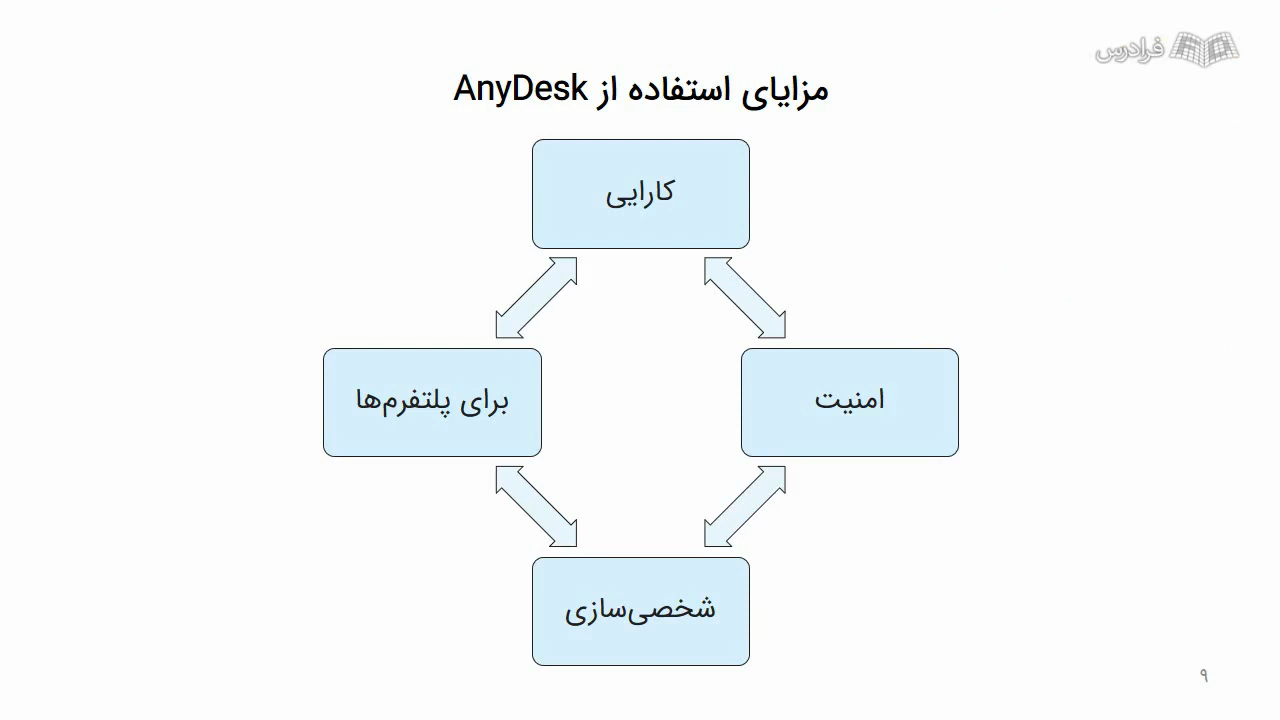 فرادرس
مزایای استفاده از AnyDesk
کارایی
امنیت
برای پلتفرم‌ها
شخصی‌سازی
۹